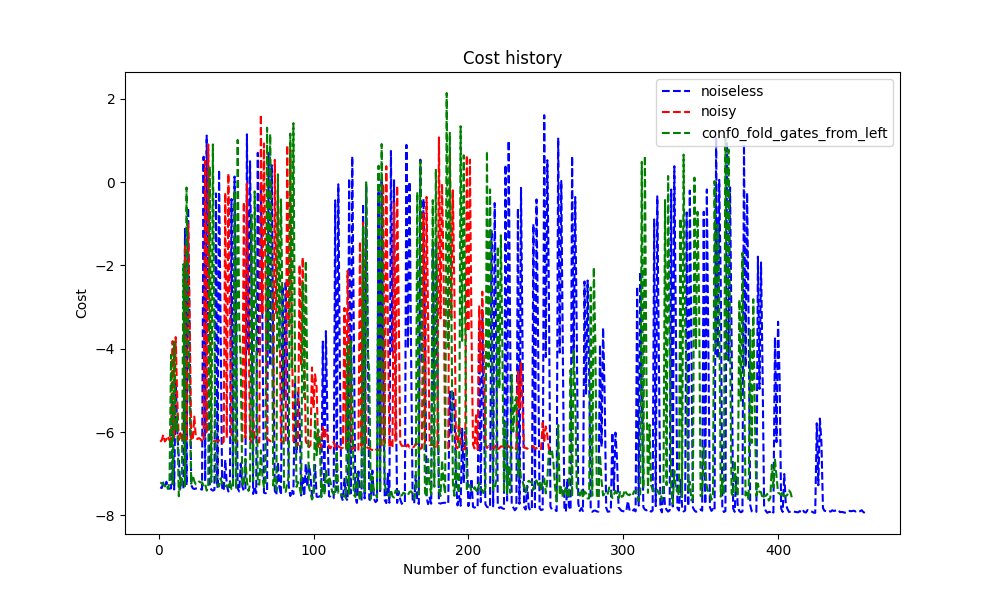 Cost history
noiseless
noisy
conf0_fold_gates_from_left
Cost
2
0
−2
−4
−6
−8
0 100 200 300 400
Number of function evaluations